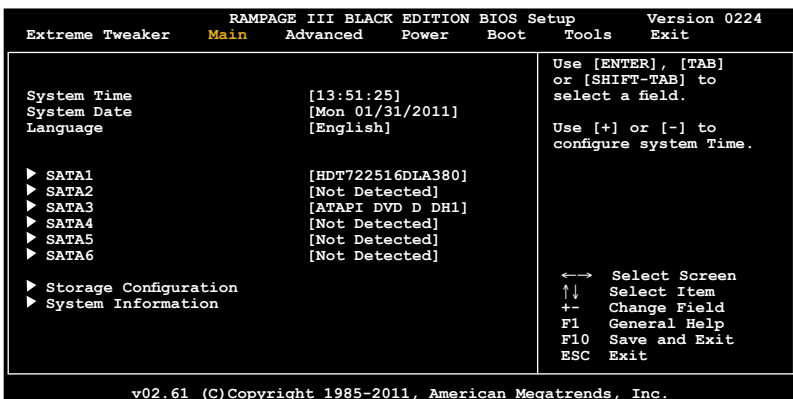 RAMPAGE III BLACK EDITION BIOS Setup Version 0224
Extreme Tweaker Main Advanced Power Boot Tools Exit
System Time [13:51:25]
System Date [Mon 01/31/2011]
Language [English]
▶ SATA1 [HDT722516DLA380]
▶ SATA2 [Not Detected]
▶ SATA3 [ATAPI DVD D DH1]
▶ SATA4 [Not Detected]
▶ SATA5 [Not Detected]
▶ SATA6 [Not Detected]
▶ Storage Configuration
▶ System Information
Use [ENTER], [TAB]
or [SHIFT-TAB] to
select a field.
Use [+] or [-] to
configure system Time.
←→ Select Screen
↑↓ Select Item
+- Change Field
F1 General Help
F10 Save and Exit
ESC Exit
v02.61 (C)Copyright 1985-2011, American Megatrends, Inc.